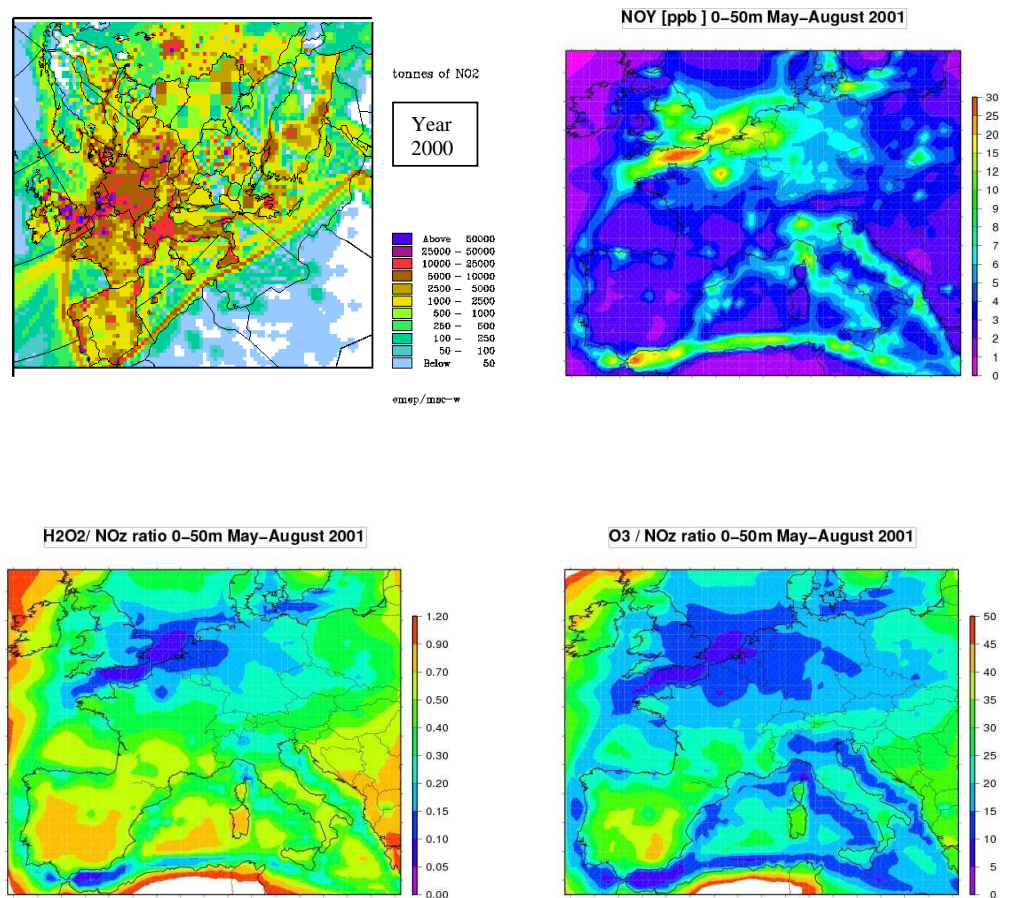 NOY [ppb ] 0–50m May–August 2001
tonnes of NO2
Year
2000
Above 50000
25000 – 50000
10000 – 25000
5000 – 10000
2500 – 5000
1000 – 2500
500 – 1000
250 – 500
100 – 250
50 – 100
Below 50
emep/msc–w
30
25
20
15
12
10
9
8
7
6
5
4
3
2
1
0
H2O2/ NOz ratio 0–50m May–August 2001
1.20
0.90
0.70
0.50
0.40
0.30
0.20
0.15
0.10
0.05
0.00
O3 / NOz ratio 0–50m May–August 2001
50
45
40
35
30
25
20
15
10
5
0